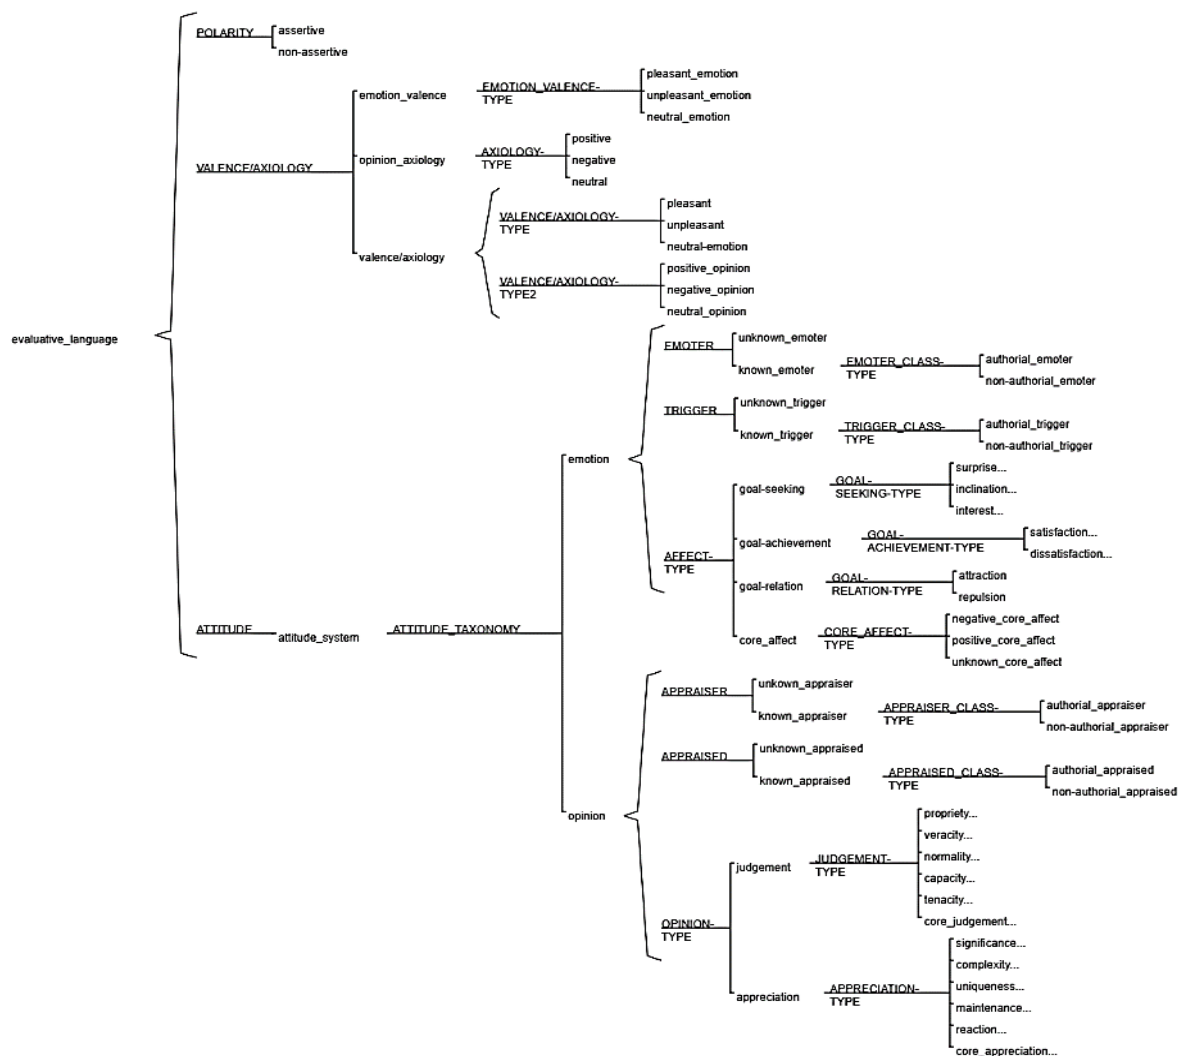 POLARITY
assertive
non-assertive
VALENCE/AXIOLOGY
emotion_valence
EMOTION_VALENCE-
TYPE
pleasant_emotion
unpleasant_emotion
neutral_emotion
opinion_axiology
AXIOLOGY-
TYPE
positive
negative
neutral
valence/axiology
VALENCE/AXIOLOGY-
TYPE
pleasant
unpleasant
neutral-emotion
VALENCE/AXIOLOGY-
TYPE2
positive_opinion
negative_opinion
neutral_opinion
evaluative_language
ATTITUDE
attitude_system
ATTITUDE_TAXONOMY
emotion
EMOTER
unknown_emoter
known_emoter
EMOTER_CLASS-
TYPE
authorial_emoter
non-authorial_emoter
TRIGGER
unknown_trigger
known_trigger
TRIGGER_CLASS-
TYPE
authorial_trigger
non-authorial_trigger
AFFECT-
TYPE
goal-seeking
GOAL-
SEEKING-TYPE
surprise...
inclination...
interest...
goal-achievement
GOAL-
ACHIEVEMENT-TYPE
satisfaction...
dissatisfaction...
goal-relation
GOAL-
RELATION-TYPE
attraction
repulsion
core_affect
CORE_AFFECT-
TYPE
negative_core_affect
positive_core_affect
unknown_core_affect
opinion
APPRAISER
unkown_appraiser
known_appraiser
APPRAISER_CLASS-
TYPE
authorial_appraiser
non-authorial_appraiser
APPRAISED
unknown_appraised
known_appraised
APPRAISED_CLASS-
TYPE
authorial_appraised
non-authorial_appraised
OPINION-
TYPE
judgement
JUDGEMENT-
TYPE
propriety...
veracity...
normality...
capacity...
tenacity...
core_judgement...
appreciation
APPRECIATION-
TYPE
significance...
complexity...
uniqueness...
maintenance...
reaction...
core_appreciation...